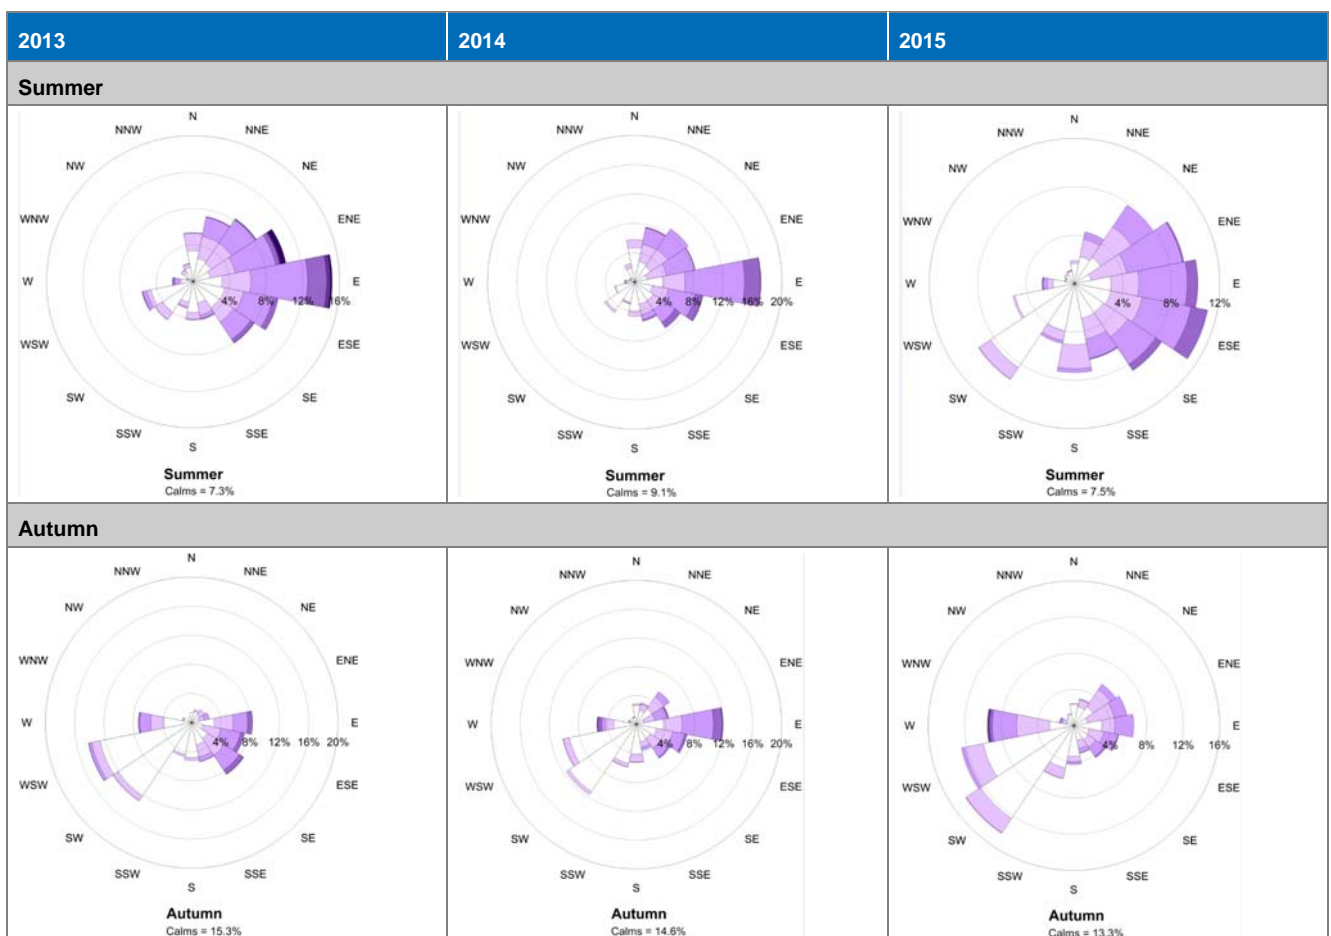 2013 2014 2015
Summer
N N N
NNW NNE NNW NNE NNW NNE
NW NE NW NE NW NE
WNW ENE WNW ENE WNW ENE
W E W E W E
4% 8% 12% 16% 4% 8% 12% 16% 20% 4% 8% 12%
WSW ESE WSW ESE WSW ESE
SW SE SW SE SW SE
SSW SSE SSW SSE SSW SSE
S S S
Summer Summer Summer
Calms = 7.3% Calms = 9.1% Calms = 7.5%
Autumn
N N N
NNW NNE NNW NNE NNW NNE
NW NE NW NE NW NE
WNW ENE WNW ENE WNW ENE
W E W E W E
4% 8% 12% 16% 20% 4% 8% 12% 16% 20% 4% 8% 12% 16%
WSW ESE WSW ESE WSW ESE
SW SE SW SE SW SE
SSW SSE SSW SSE SSW SSE
S S S
Autumn Autumn Autumn
Calms = 15.3% Calms = 14.6% Calms = 13.3%